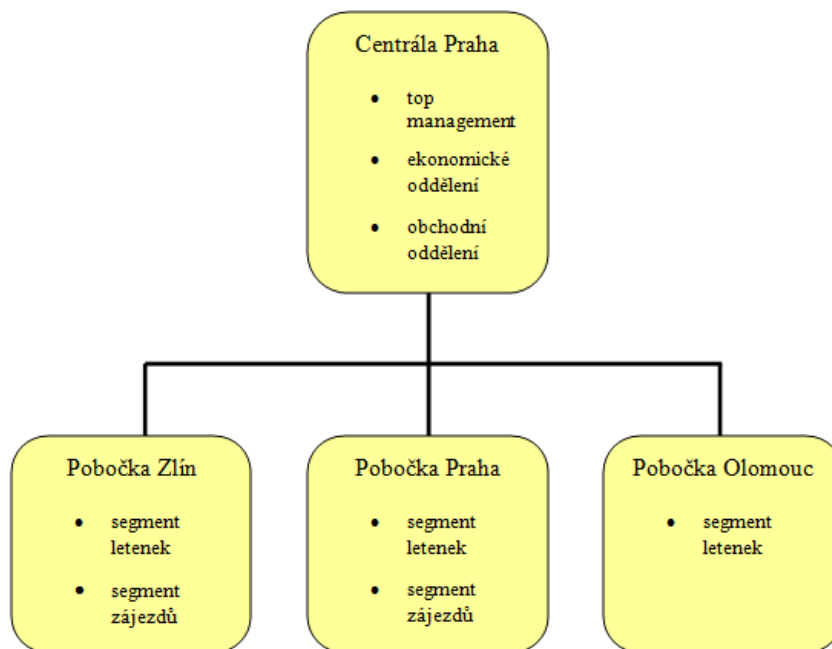 Centrála Praha
• top
management
• ekonomické
oddělení
• obchodní
oddělení
Pobočka Zlín
• segment
letenek
• segment
zájezdů
Pobočka Praha
• segment
letenek
• segment
zájezdů
Pobočka Olomouc
• segment
letenek